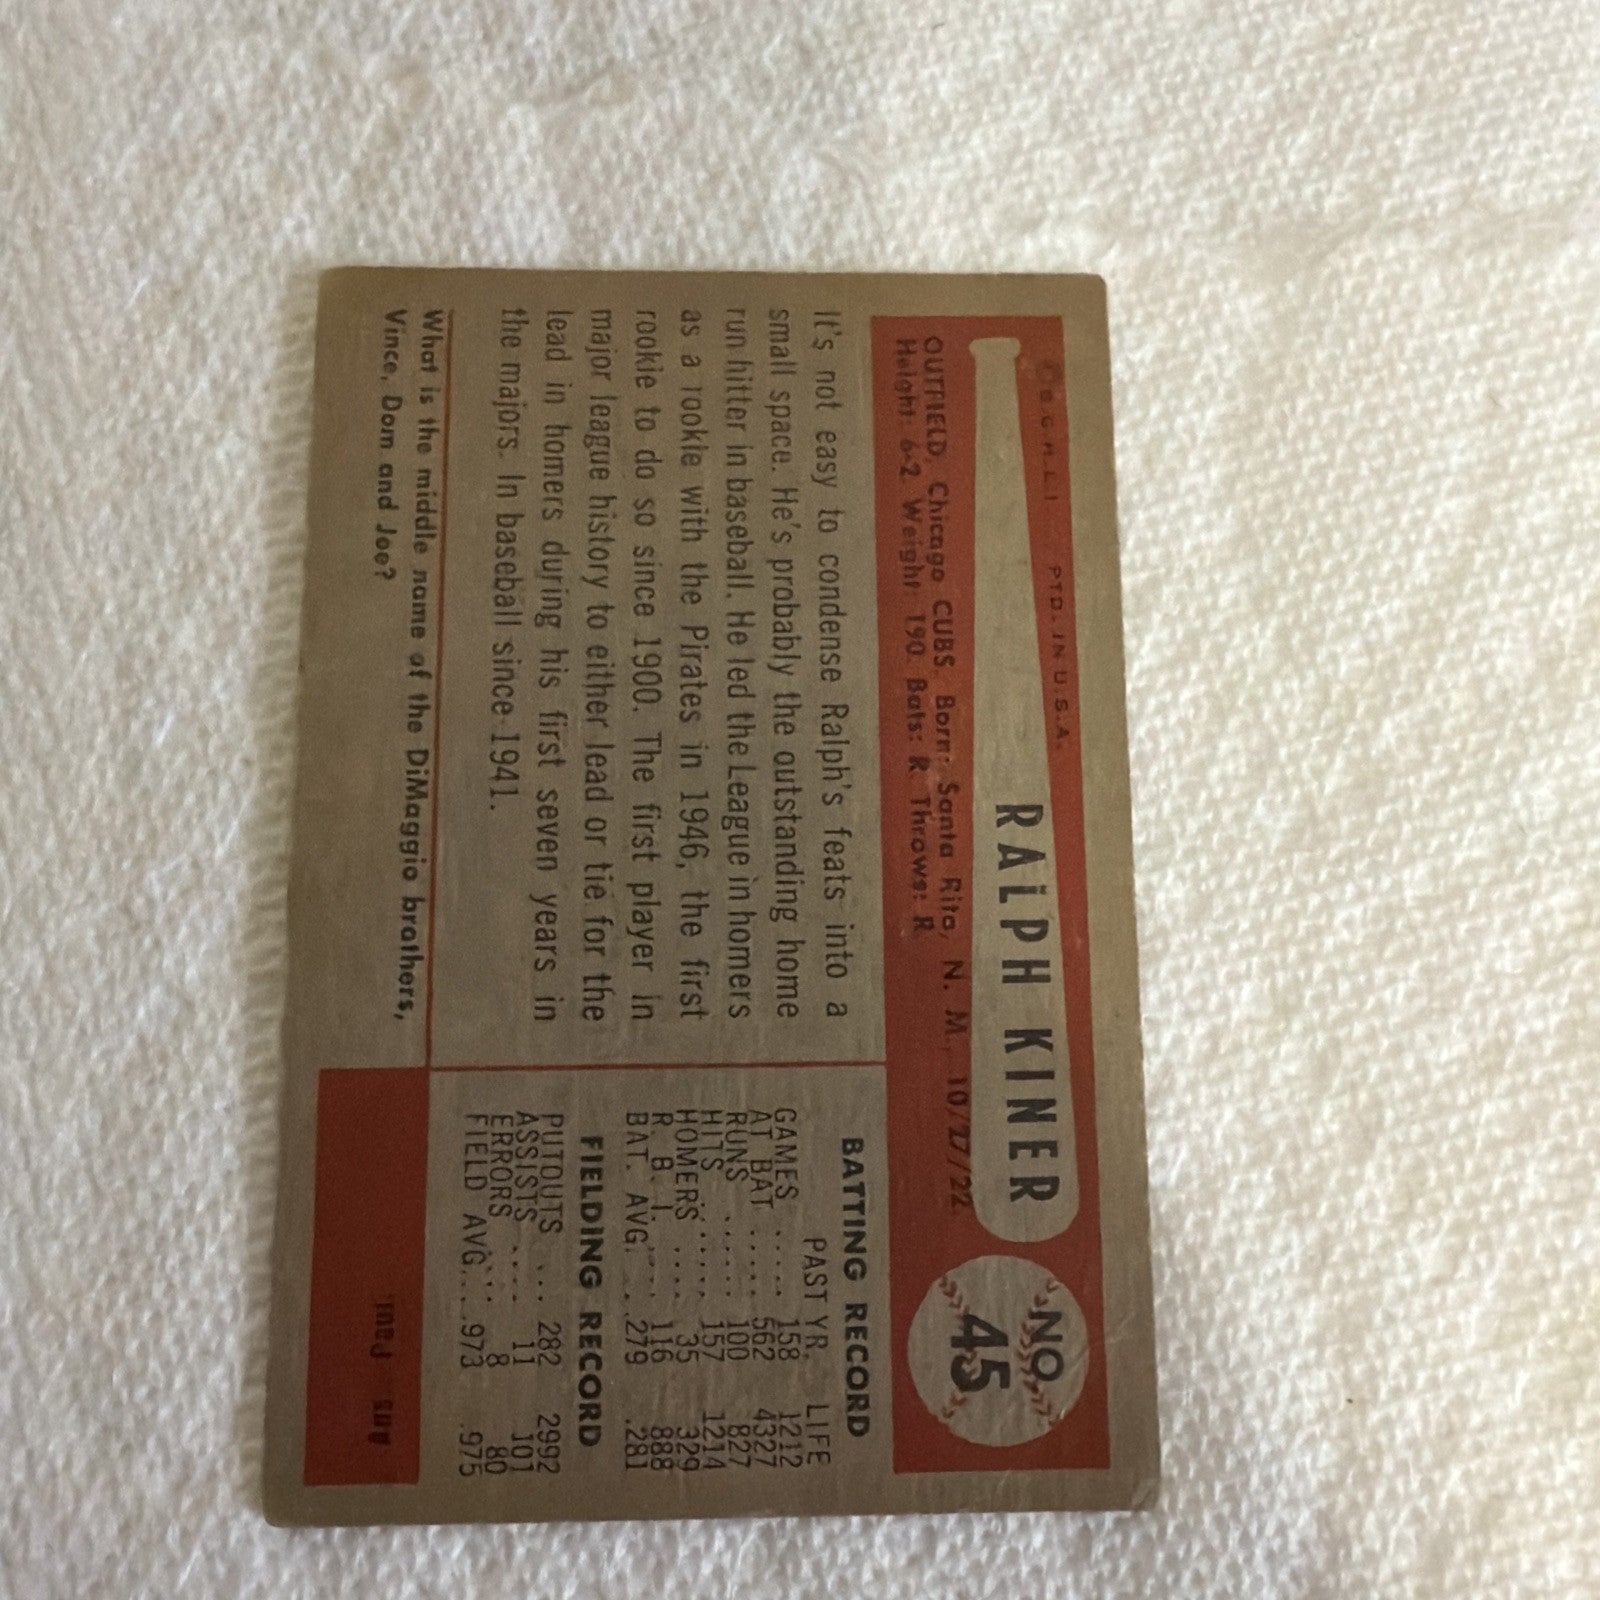 B.G.H.L.I. PTD. IN U.S.A.
RALPH KINER
NO
45
OUTFIELD, Chicago CUBS Born: Santa Rita, N. M., 10/27/22
Height: 6-2 Weight: 190 Bats: R Throws: R
It's not easy to condense Ralph's feats into a
small space. He's probably the outstanding home
run hitter in baseball. He led the League in homers
as a rookie with the Pirates in 1946, the first
rookie to do so since 1900. The first player in
major league history to either lead or tie for the
lead in homers during his first seven years in
the majors. In baseball since 1941.
BATTING RECORD
PAST YR. LIFE
GAMES ..... 158 1212
AT BAT ..... 562 4327
RUNS ...... 100 827
HITS ...... 157 1214
HOMERS .... 35 329
R. B. I. .... 116 888
BAT. AVG. ... .279 .281
FIELDING RECORD
PUTOUTS ... 282 2992
ASSISTS .... 11 101
ERRORS .... 8 80
FIELD AVG. ... .973 .975
What is the middle name of the DiMaggio brothers,
Vince, Dom and Joe?
Ans Paul.